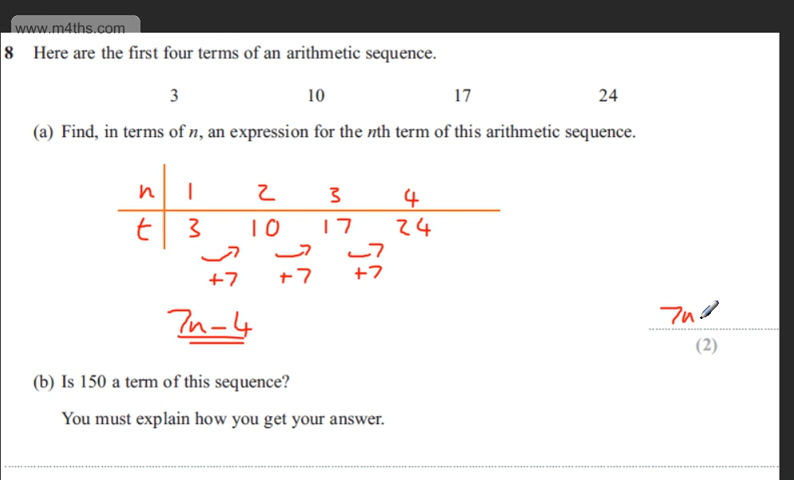 www.m4ths.com
8 Here are the first four terms of an arithmetic sequence.
3 10 17 24
(a) Find, in terms of n, an expression for the nth term of this arithmetic sequence.
n 1 2 3 4
t 3 10 17 24
+7 +7 +7
7n – 4
7n
(2)
(b) Is 150 a term of this sequence?
You must explain how you get your answer.